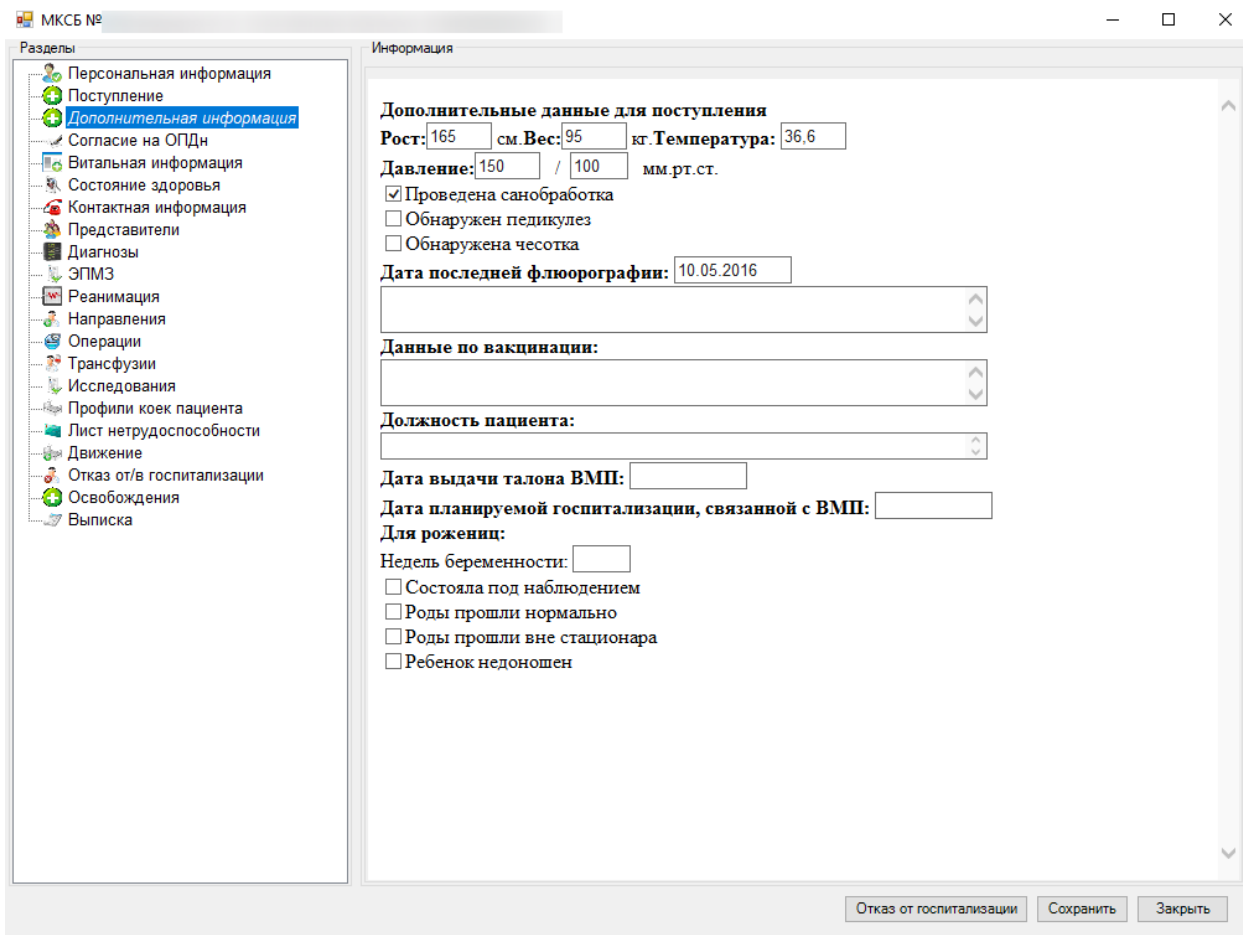 МКСБ №
Разделы
Персональная информация
Поступление
Дополнительная информация
Согласие на ОПДн
Витальная информация
Состояние здоровья
Контактная информация
Представители
Диагнозы
ЭПМЗ
Реанимация
Направления
Операции
Трансфузии
Исследования
Профили коек пациента
Лист нетрудоспособности
Движение
Отказ от/в госпитализации
Освобождения
Выписка
Информация
Дополнительные данные для поступления
Рост: 165 см. Вес: 95 кг. Температура: 36,6
Давление: 150 / 100 мм.рт.ст.
Проведена санобработка
Обнаружен педикулез
Обнаружена чесотка
Дата последней флюорографии: 10.05.2016
Данные по вакцинации:
Должность пациента:
Дата выдачи талона ВМП:
Дата планируемой госпитализации, связанной с ВМП:
Для рожениц:
Недель беременности:
Состояла под наблюдением
Роды прошли нормально
Роды прошли вне стационара
Ребенок недоношен
Отказ от госпитализации Сохранить Закрыть